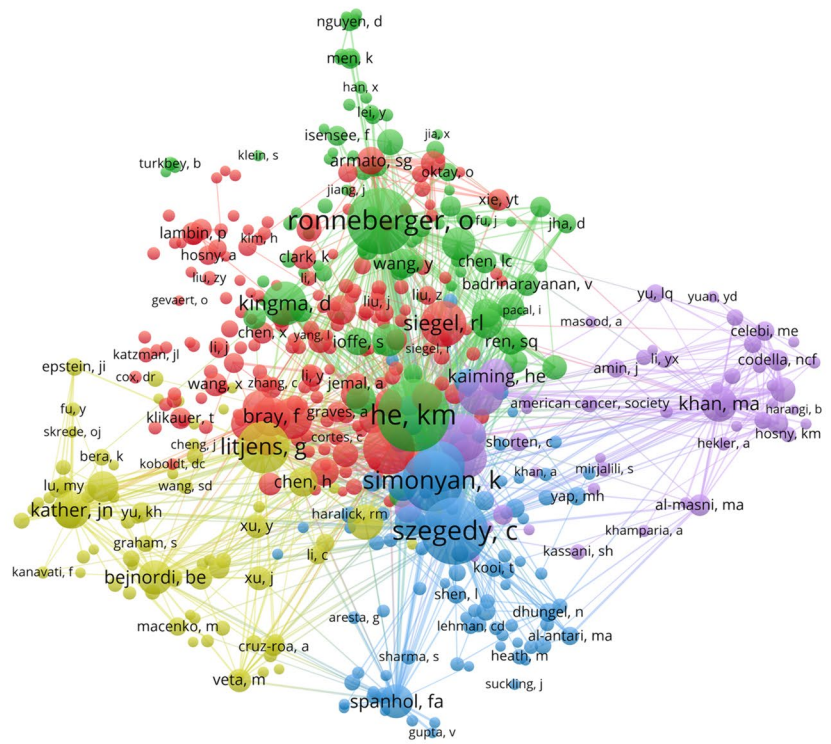 nguyen, d
men, k
han, x
lei, y
isensee, f
jia, x
klein, s
armato, sg
turkbey, b
oktay, o
jiang, j
xie, yt
ronneberger, o
fu, j
jha, d
lambin, p
kim, h
hosny, a
clark, k
wang, y
chen, lc
liu, zy
li, l
badrinarayanan, v
yu, lq
yuan, yd
gevaert, o
kingma, d
liu, j
liu, z
pacal, i
siegel, rl
masood, a
chen, x
yang, l
ioffe, s
siegel, r
ren, sq
celebi, me
katzman, jl
li, j
li, yx
codella, ncf
epstein, ji
cox, dr
wang, x
zhang, c
li, y
jemal, a
kaiming, he
amin, j
fu, y
klikauer, t
bray, f
graves, a
he, km
american cancer, society
khan, ma
harangi, b
skrede, oj
cheng, j
litjens, g
cortes, c
shorten, c
hekler, a
hosny, km
bera, k
koboldt, dc
lu, my
wang, sd
chen, h
simonyan, k
khan, a
mirjalili, s
yap, mh
al-masni, ma
kather, jn
yu, kh
haralick, rm
xu, y
szegedy, c
khamparia, a
graham, s
li, c
kassani, sh
kanavati, f
bejnordi, be
xu, j
kooi, t
shen, l
dhungel, n
macenko, m
aresta, g
lehman, cd
al-antari, ma
cruz-roa, a
sharma, s
heath, m
veta, m
suckling, j
spanhol, fa
gupta, v